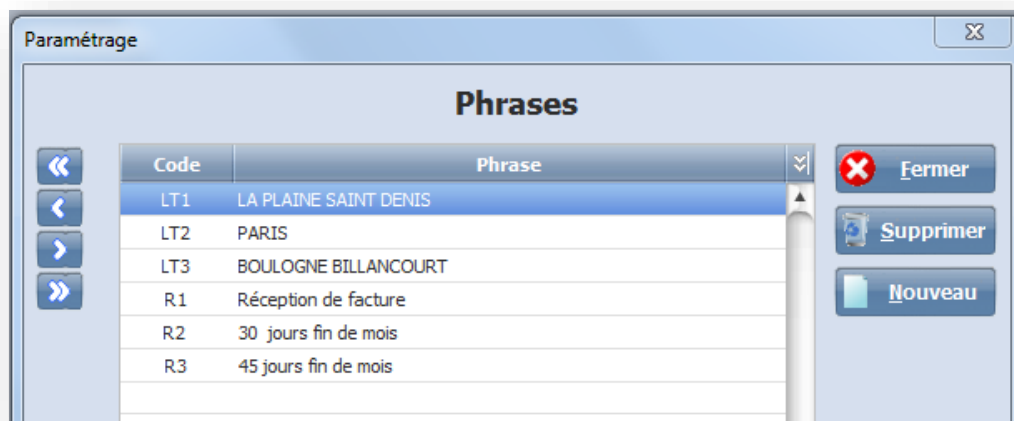 Paramétrage
Phrases
Code Phrase
LT1 LA PLAINE SAINT DENIS
LT2 PARIS
LT3 BOULOGNE BILLANCOURT
R1 Réception de facture
R2 30 jours fin de mois
R3 45 jours fin de mois
Fermer
Supprimer
Nouveau